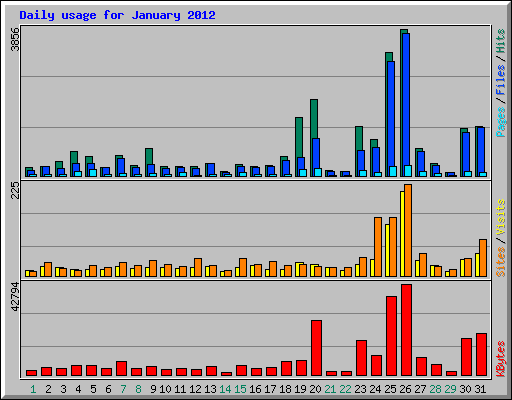 Daily usage for January 2012
3856
Pages / Files / Hits
225
Sites / Visits
42794
KBytes
1 2 3 4 5 6 7 8 9 10 11 12 13 14 15 16 17 18 19 20 21 22 23 24 25 26 27 28 29 30 31